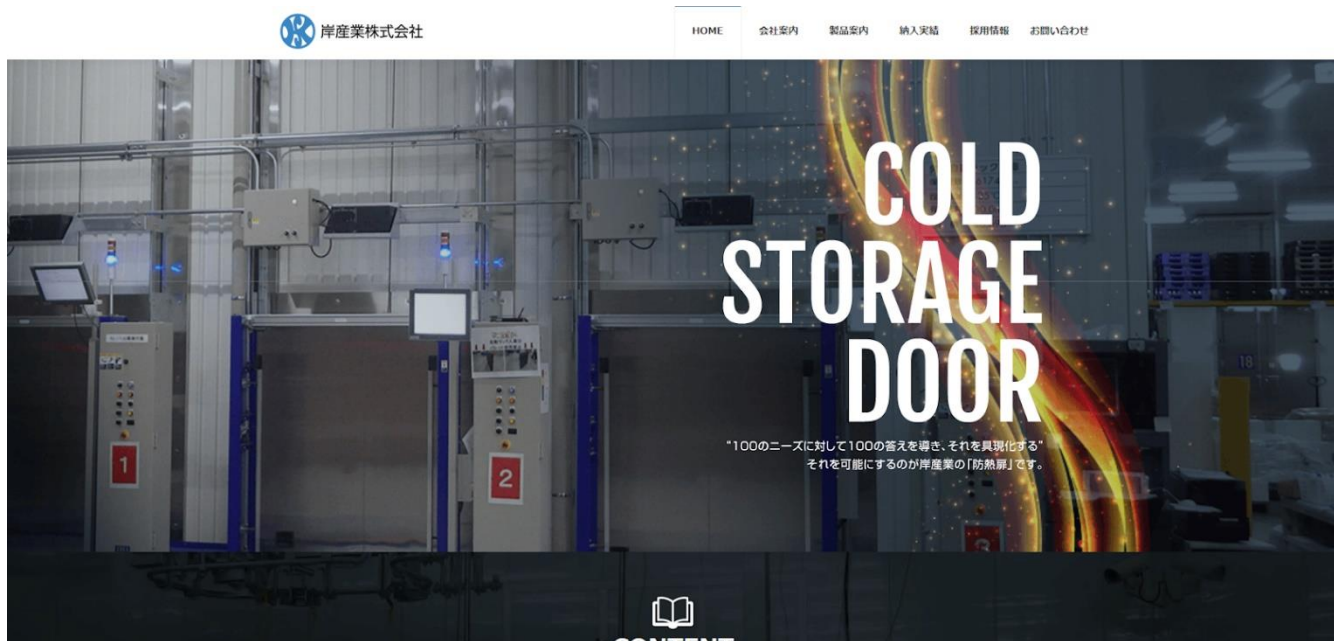 岸産業株式会社
HOME 会社案内 製品案内 納入実績 採用情報 お問い合わせ
COLD
STORAGE
DOOR
“100のニーズに対して100の答えを導き、それを具現化する”
それを可能にするのが岸産業の「防熱扉」です。
1
2
3
18
CONTENT